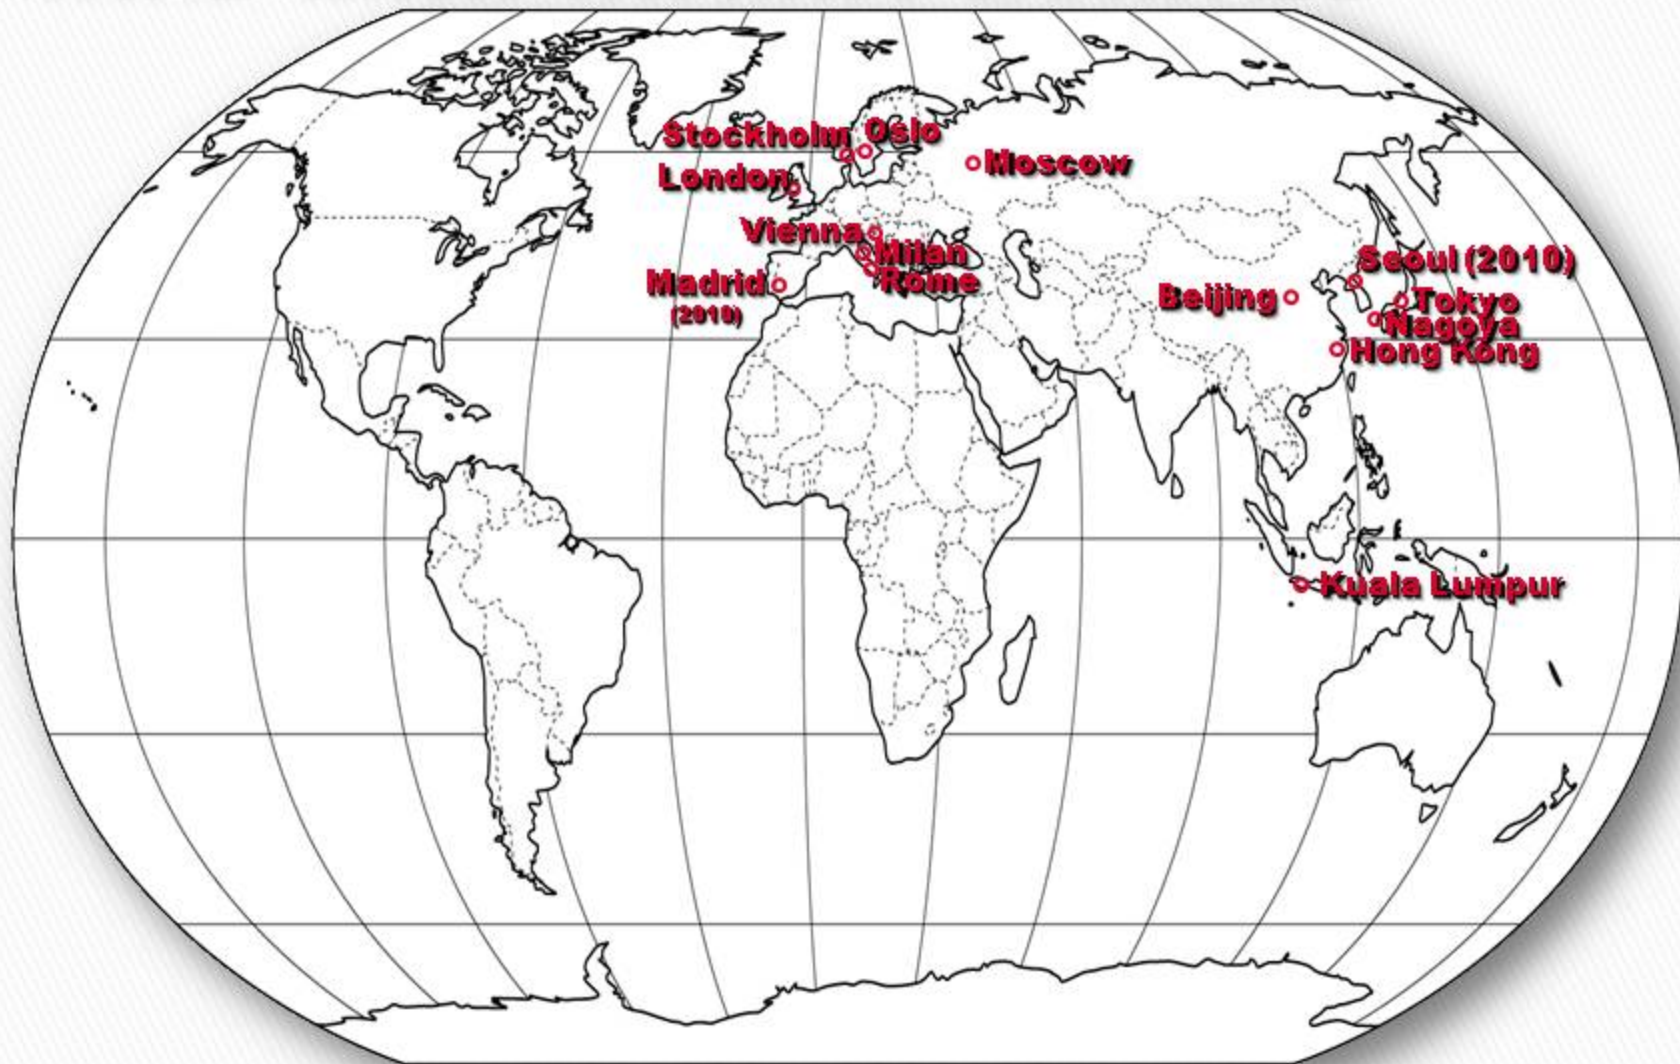 Stockholm
Oslo
Moscow
London
Vienna
Milan
Rome
Madrid
(2010)
Seoul (2010)
Beijing
Tokyo
Nagoya
Hong Kong
Kuala Lumpur